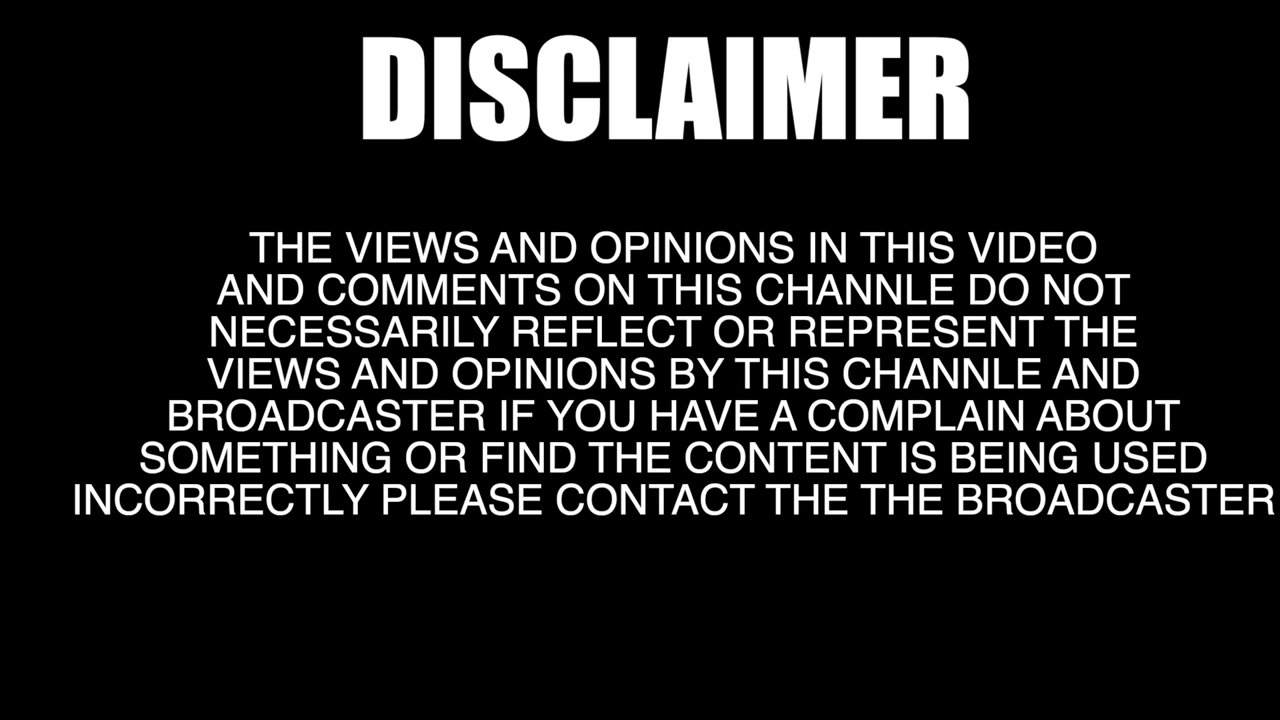 DISCLAIMER
THE VIEWS AND OPINIONS IN THIS VIDEO
AND COMMENTS ON THIS CHANNLE DO NOT
NECESSARILY REFLECT OR REPRESENT THE
VIEWS AND OPINIONS BY THIS CHANNLE AND
BROADCASTER IF YOU HAVE A COMPLAIN ABOUT
SOMETHING OR FIND THE CONTENT IS BEING USED
INCORRECTLY PLEASE CONTACT THE THE BROADCASTER